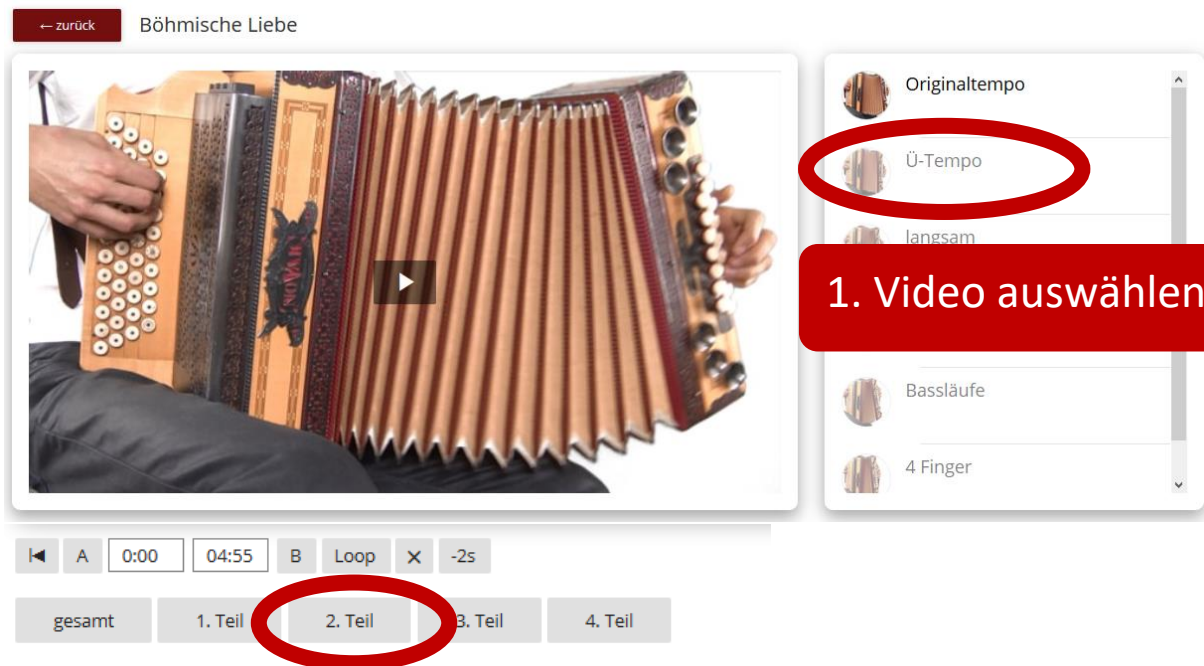 ← zurück Böhmische Liebe
Originaltempo
Ü-Tempo
langsam
1. Video auswählen
Bassläufe
4 Finger
A 0:00 04:55 B Loop × -2s
gesamt 1. Teil 2. Teil 3. Teil 4. Teil